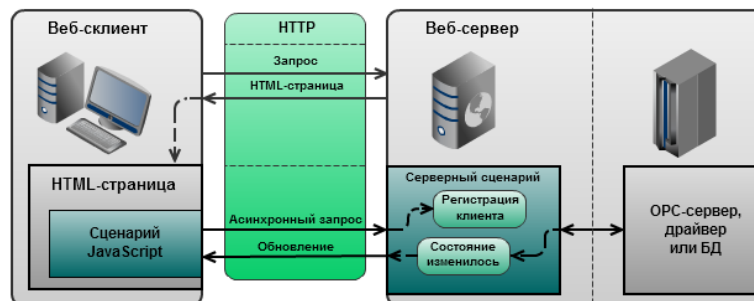 Веб-склиент
HTTP
Веб-сервер
Запрос
HTML-страница
HTML-страница
Сценарий
JavaScript
Асинхронный запрос
Обновление
Серверный сценарий
Регистрация
клиента
Состояние
изменилось
OPC-сервер,
драйвер
или БД